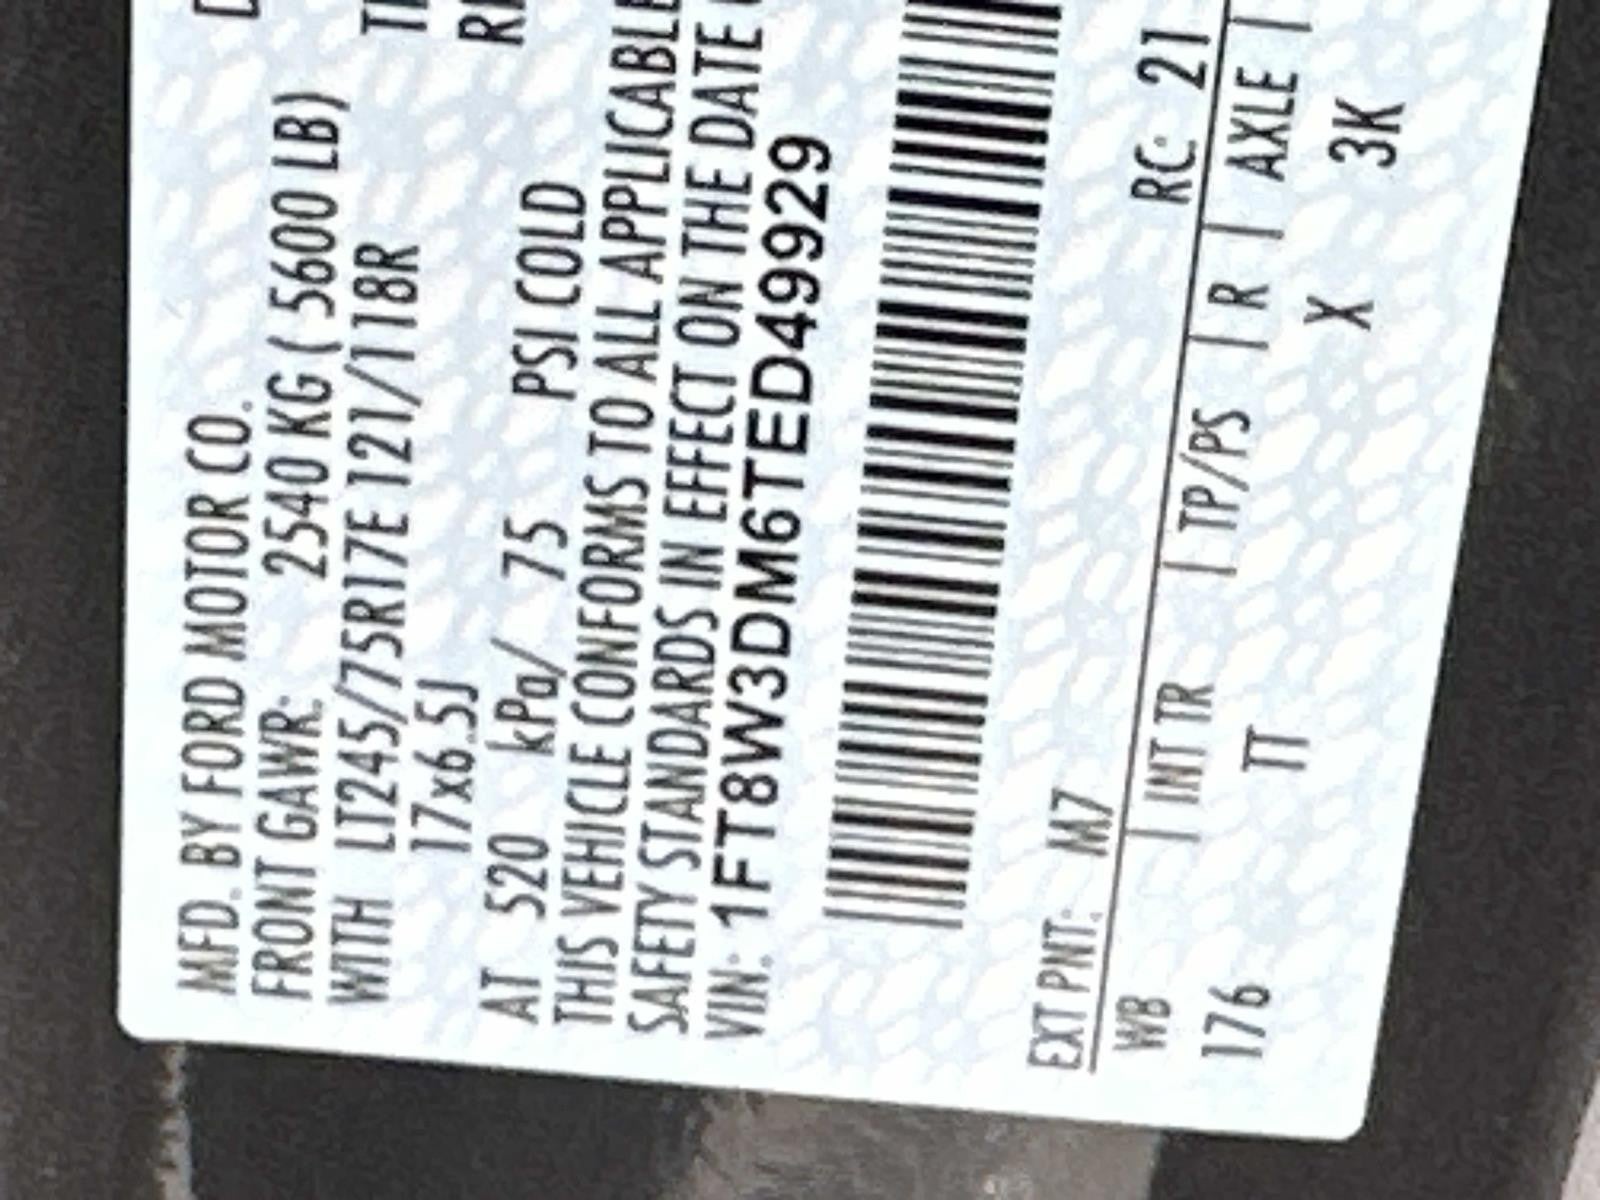 MFD. BY FORD MOTOR CO.
FRONT GAWR: 2540 KG ( 5600 LB)
WITH LT245/75R17E 121/118R
17x6.5J
AT 520 kPa/ 75 PSI COLD
THIS VEHICLE CONFORMS TO ALL APPLICABLE
SAFETY STANDARDS IN EFFECT ON THE DATE
VIN: 1FT8W3DM6TED49929
EXT PNT: M7 RC: 21
WB | INT TR | TP/PS | R | AXLE |
176 TT X 3K